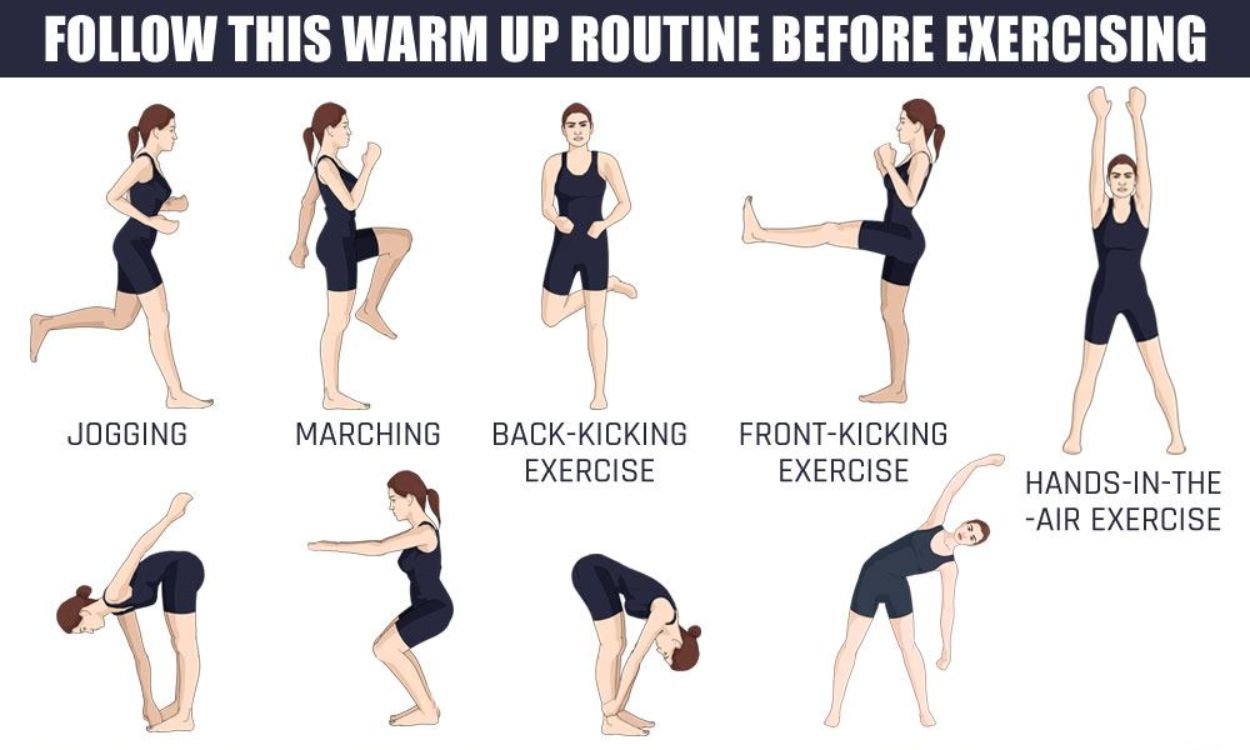 FOLLOW THIS WARM UP ROUTINE BEFORE EXERCISING
JOGGING
MARCHING
BACK-KICKING
EXERCISE
FRONT-KICKING
EXERCISE
HANDS-IN-THE
-AIR EXERCISE